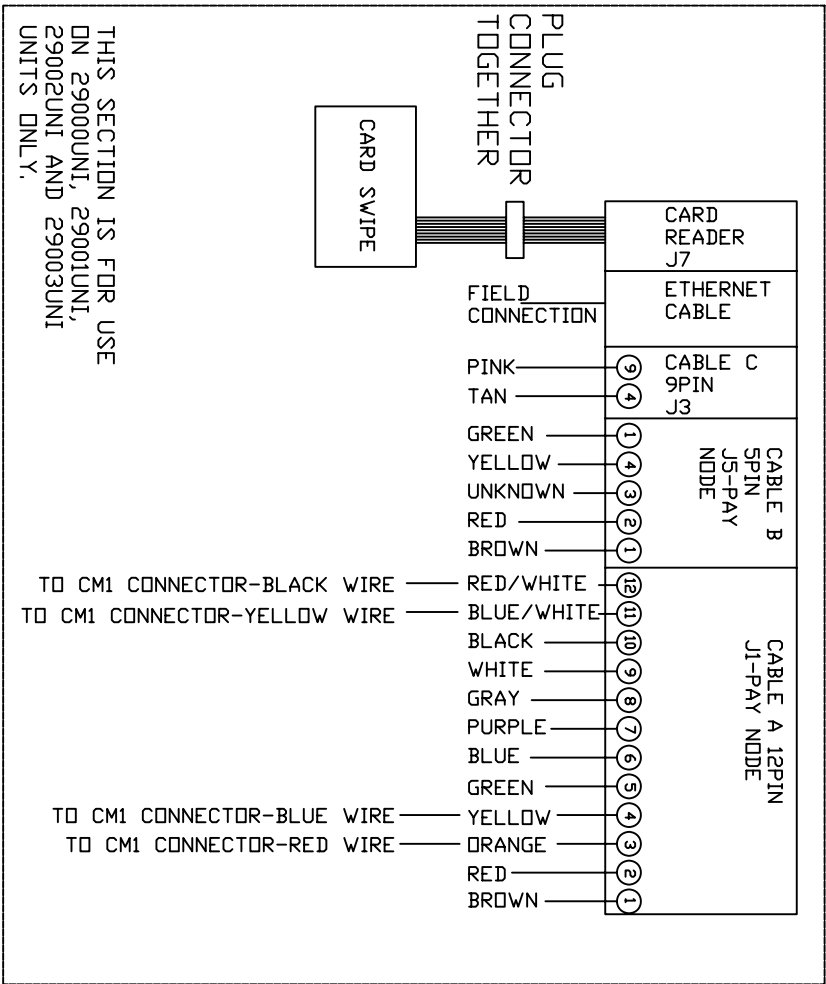 THIS SECTION IS FOR USE
ON 29000UNI, 29001UNI,
29002UNI AND 29003UNI
UNITS ONLY.
PLUG
CONNECTOR
TOGETHER
CARD SWIPE
CARD
READER
J7
FIELD
CONNECTION
ETHERNET
CABLE
CABLE C
9PIN
J3
PINK 9
TAN 4
CABLE B
5PIN
J5-PAY
NODE
GREEN 1
YELLOW 4
UNKNOWN 3
RED 2
BROWN 1
CABLE A 12PIN
J1-PAY NODE
TO CM1 CONNECTOR-BLACK WIRE RED/WHITE 12
TO CM1 CONNECTOR-YELLOW WIRE BLUE/WHITE 11
BLACK 10
WHITE 9
GRAY 8
PURPLE 7
BLUE 6
GREEN 5
TO CM1 CONNECTOR-BLUE WIRE YELLOW 4
TO CM1 CONNECTOR-RED WIRE ORANGE 3
RED 2
BROWN 1